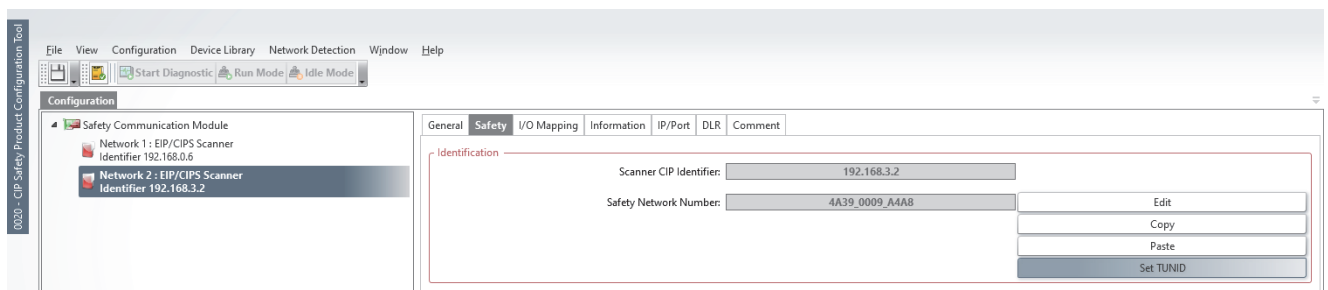 0020 - CIP Safety Product Configuration Tool
File View Configuration Device Library Network Detection Window Help
Start Diagnostic Run Mode Idle Mode
Configuration
Safety Communication Module
Network 1 : EIP/CIPS Scanner
Identifier 192.168.0.6
Network 2 : EIP/CIPS Scanner
Identifier 192.168.3.2
General Safety I/O Mapping Information IP/Port DLR Comment
Identification
Scanner CIP Identifier: 192.168.3.2
Safety Network Number: 4A39_0009_A4A8 Edit
Copy
Paste
Set TUNID